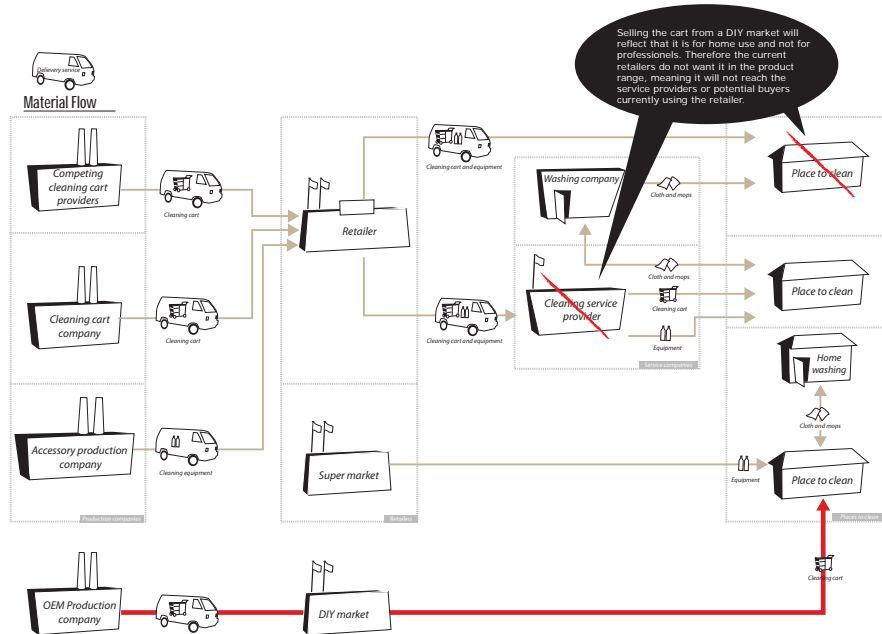 Selling the cart from a DIY market will
reflect that it is for home use and not for
professionels. Therefore the current
retailers do not want it in the product
range, meaning it will not reach the
service providers or potential buyers
currently using the retailer.
Delievery service
Material Flow
Competing
cleaning cart
providers
Cleaning cart
Retailer
Cleaning cart and equipment
Washing company
Cloth and mops
Place to clean
Cleaning cart
company
Cleaning cart
Cleaning cart and equipment
Cleaning service
provider
Cloth and mops
Cleaning cart
Equipment
Service companies
Place to clean
Home
washing
Cloth and mops
Accessory production
company
Cleaning equipment
Super market
Equipment
Place to clean
Production companies
Retailers
Places to clean
OEM Production
company
DIY market
Cleaning cart